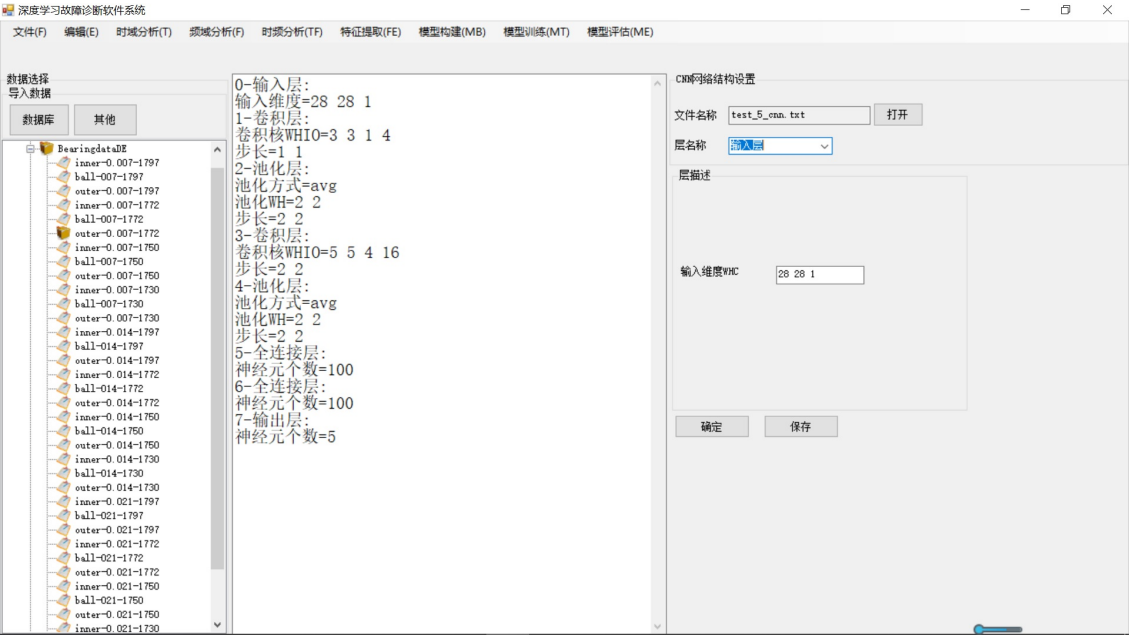 深度学习故障诊断软件系统
文件(F) 编辑(E) 时域分析(T) 频域分析(F) 时频分析(TF) 特征提取(FE) 模型构建(MB) 模型训练(MT) 模型评估(ME)
数据选择
导入数据
数据库 其他
BearingdataDE
inner-0.007-1797
ball-007-1797
outer-0.007-1797
inner-0.007-1772
ball-007-1772
outer-0.007-1772
inner-0.007-1750
ball-007-1750
outer-0.007-1750
inner-0.007-1730
ball-007-1730
outer-0.007-1730
inner-0.014-1797
ball-014-1797
outer-0.014-1797
inner-0.014-1772
ball-014-1772
outer-0.014-1772
inner-0.014-1750
ball-014-1750
outer-0.014-1750
inner-0.014-1730
ball-014-1730
outer-0.014-1730
inner-0.021-1797
ball-021-1797
outer-0.021-1797
inner-0.021-1772
ball-021-1772
outer-0.021-1772
inner-0.021-1750
ball-021-1750
outer-0.021-1750
inner-0.021-1730
0-输入层:
输入维度=28 28 1
1-卷积层:
卷积核WHIO=3 3 1 4
步长=1 1
2-池化层:
池化方式=avg
池化WH=2 2
步长=2 2
3-卷积层:
卷积核WHIO=5 5 4 16
步长=2 2
4-池化层:
池化方式=avg
池化WH=2 2
步长=2 2
5-全连接层:
神经元个数=100
6-全连接层:
神经元个数=100
7-输出层:
神经元个数=5
CNN网络结构设置
文件名称 test_5_cnn.txt 打开
层名称 输入层
层描述
输入维度WHC 28 28 1
确定 保存